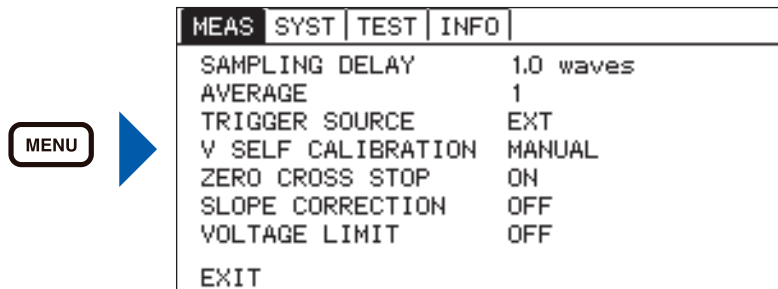 MENU
MEAS SYST TEST INFO
SAMPLING DELAY 1.0 waves
AVERAGE 1
TRIGGER SOURCE EXT
V SELF CALIBRATION MANUAL
ZERO CROSS STOP ON
SLOPE CORRECTION OFF
VOLTAGE LIMIT OFF
EXIT